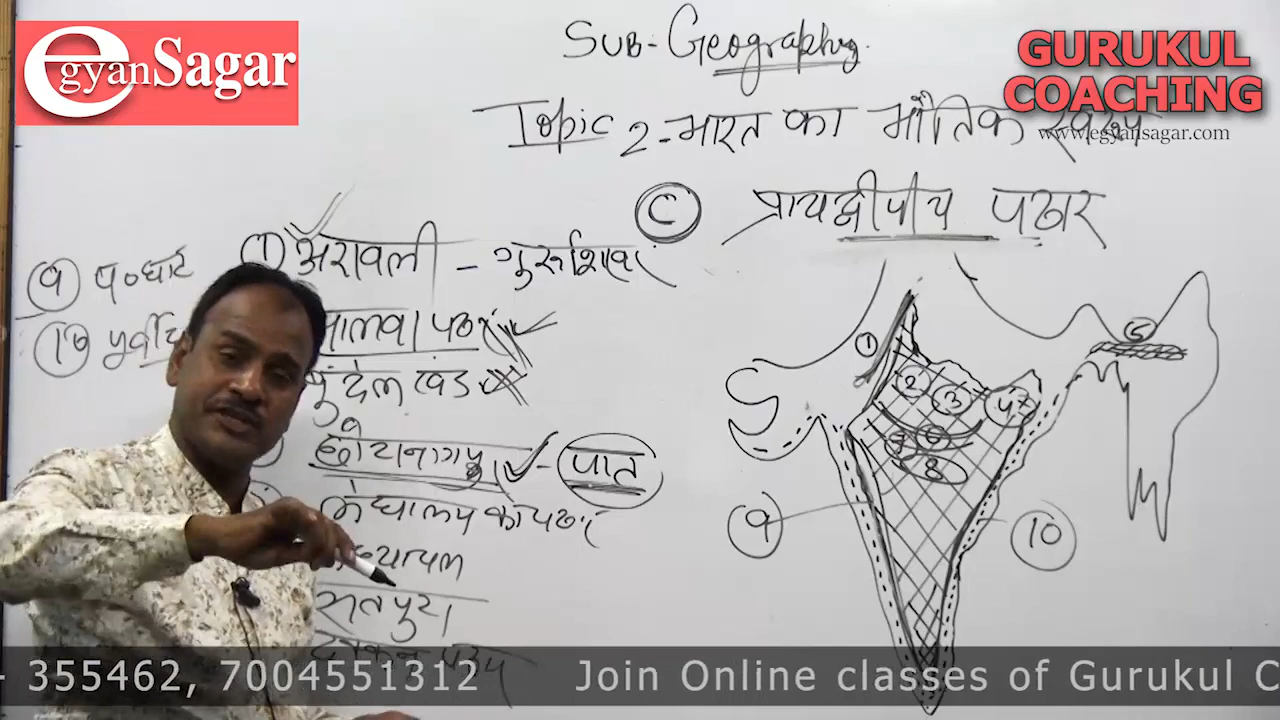 egyanSagar
GURUKUL
COACHING
www.egyansagar.com
SUB- Geography.
Topic 2-भारत का भौतिक स्वरूप
C प्रायद्वीपीय पठार
① अरावली - गुरुशिखर
मालवा पठार
बुंदेलखंड
छोटानागपुर - पाट
मेघालय का पठार
सतपुरा
⑨ प०घाट
⑩ पूर्वी
1
2
3
4
5
8
9
10
355462, 7004551312 Join Online classes of Gurukul C